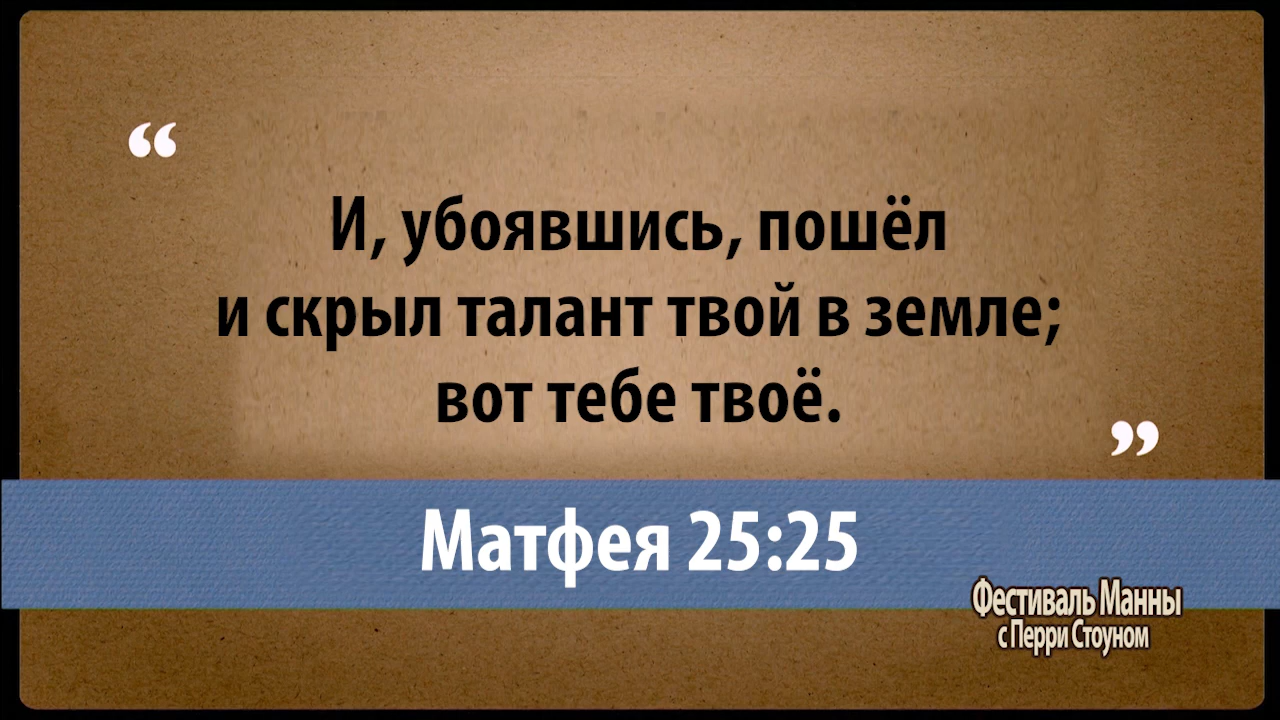 “
И, убоявшись, пошёл
и скрыл талант твой в земле;
вот тебе твоё.
”
Матфея 25:25
Фестиваль Манны
с Перри Стоуном